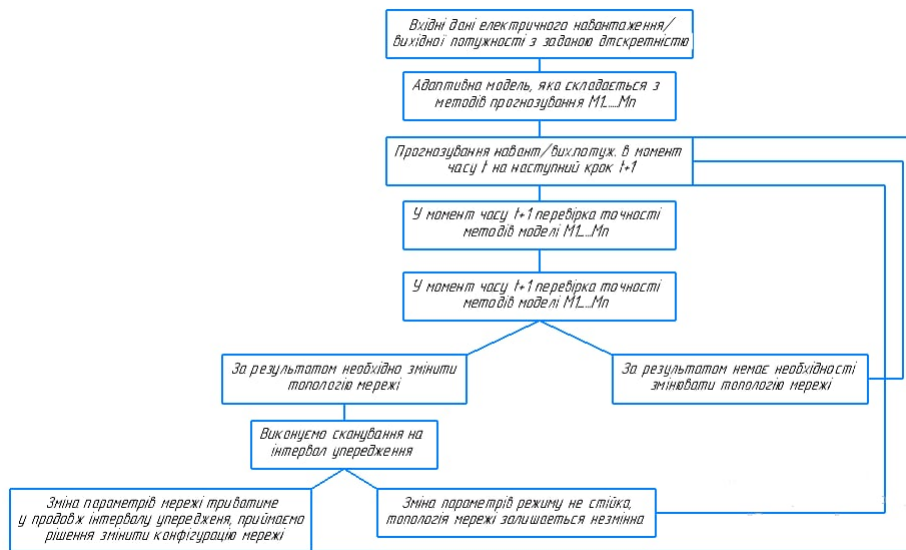 Вхідні дані електричного навантаження/
вихідної потужності з заданою дтскретністю
Адаптивна модель, яка складається з
методів прогнозування М1.....Мn
Прогнозування навант/вих.потуж. в момент
часу t на наступний крок t+1
У момент часу t+1 перевірка точності
методів моделі М1.....Мn
У момент часу t+1 перевірка точності
методів моделі М1.....Мn
За результатом необхідно змінити
топологію мережі
За результатом немає необхідності
змінювати топологію мережі
Виконуємо сканування на
інтервал упередження
Зміна параметрів мережі триватиме
у продовж інтервалу упередженя, приймаємо
рішення змінити конфігурацію мережі
Зміна параметрів режиму не стійка,
топологія мережі залишається незмінна